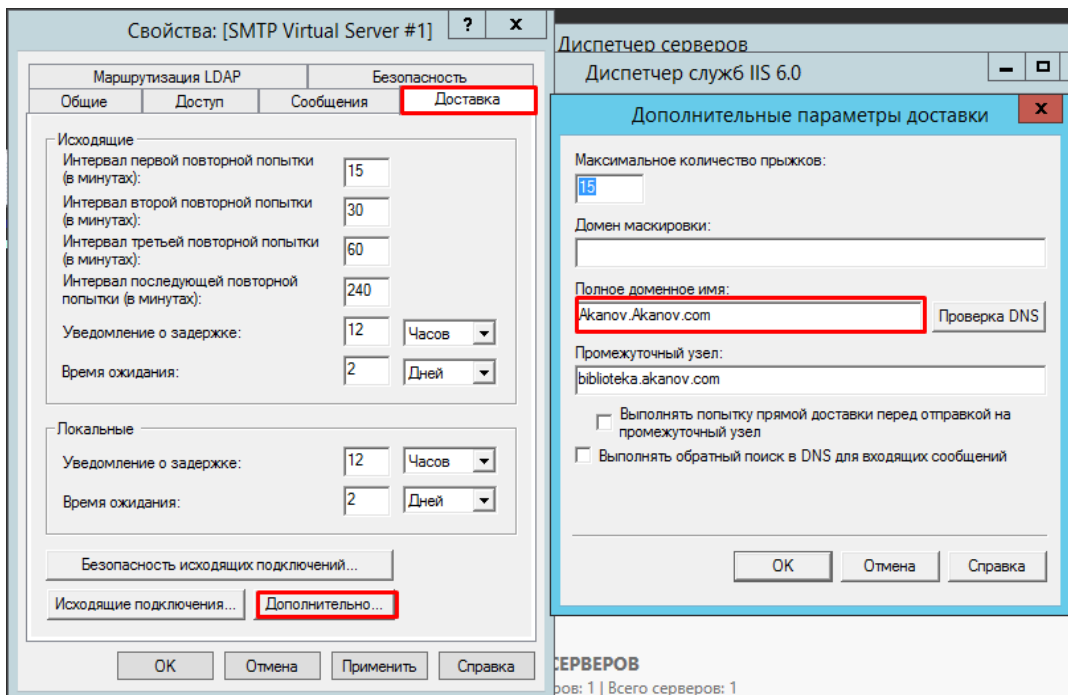 Свойства: [SMTP Virtual Server #1]
?
x
Маршрутизация LDAP
Безопасность
Общие
Доступ
Сообщения
Доставка
Исходящие
Интервал первой повторной попытки
(в минутах):
15
Интервал второй повторной попытки
(в минутах):
30
Интервал третьей повторной попытки
(в минутах):
60
Интервал последующей повторной
попытки (в минутах):
240
Уведомление о задержке:
12
Часов
Время ожидания:
2
Дней
Локальные
Уведомление о задержке:
12
Часов
Время ожидания:
2
Дней
Безопасность исходящих подключений...
Исходящие подключения...
Дополнительно...
OK
Отмена
Применить
Справка
Диспетчер серверов
Диспетчер служб IIS 6.0
Дополнительные параметры доставки
x
Максимальное количество прыжков:
15
Домен маскировки:
Полное доменное имя:
Akanov.Akanov.com
Проверка DNS
Промежуточный узел:
biblioteka.akanov.com
Выполнять попытку прямой доставки перед отправкой на
промежуточный узел
Выполнять обратный поиск в DNS для входящих сообщений
OK
Отмена
Справка
СЕРВЕРОВ
ров: 1 | Всего серверов: 1